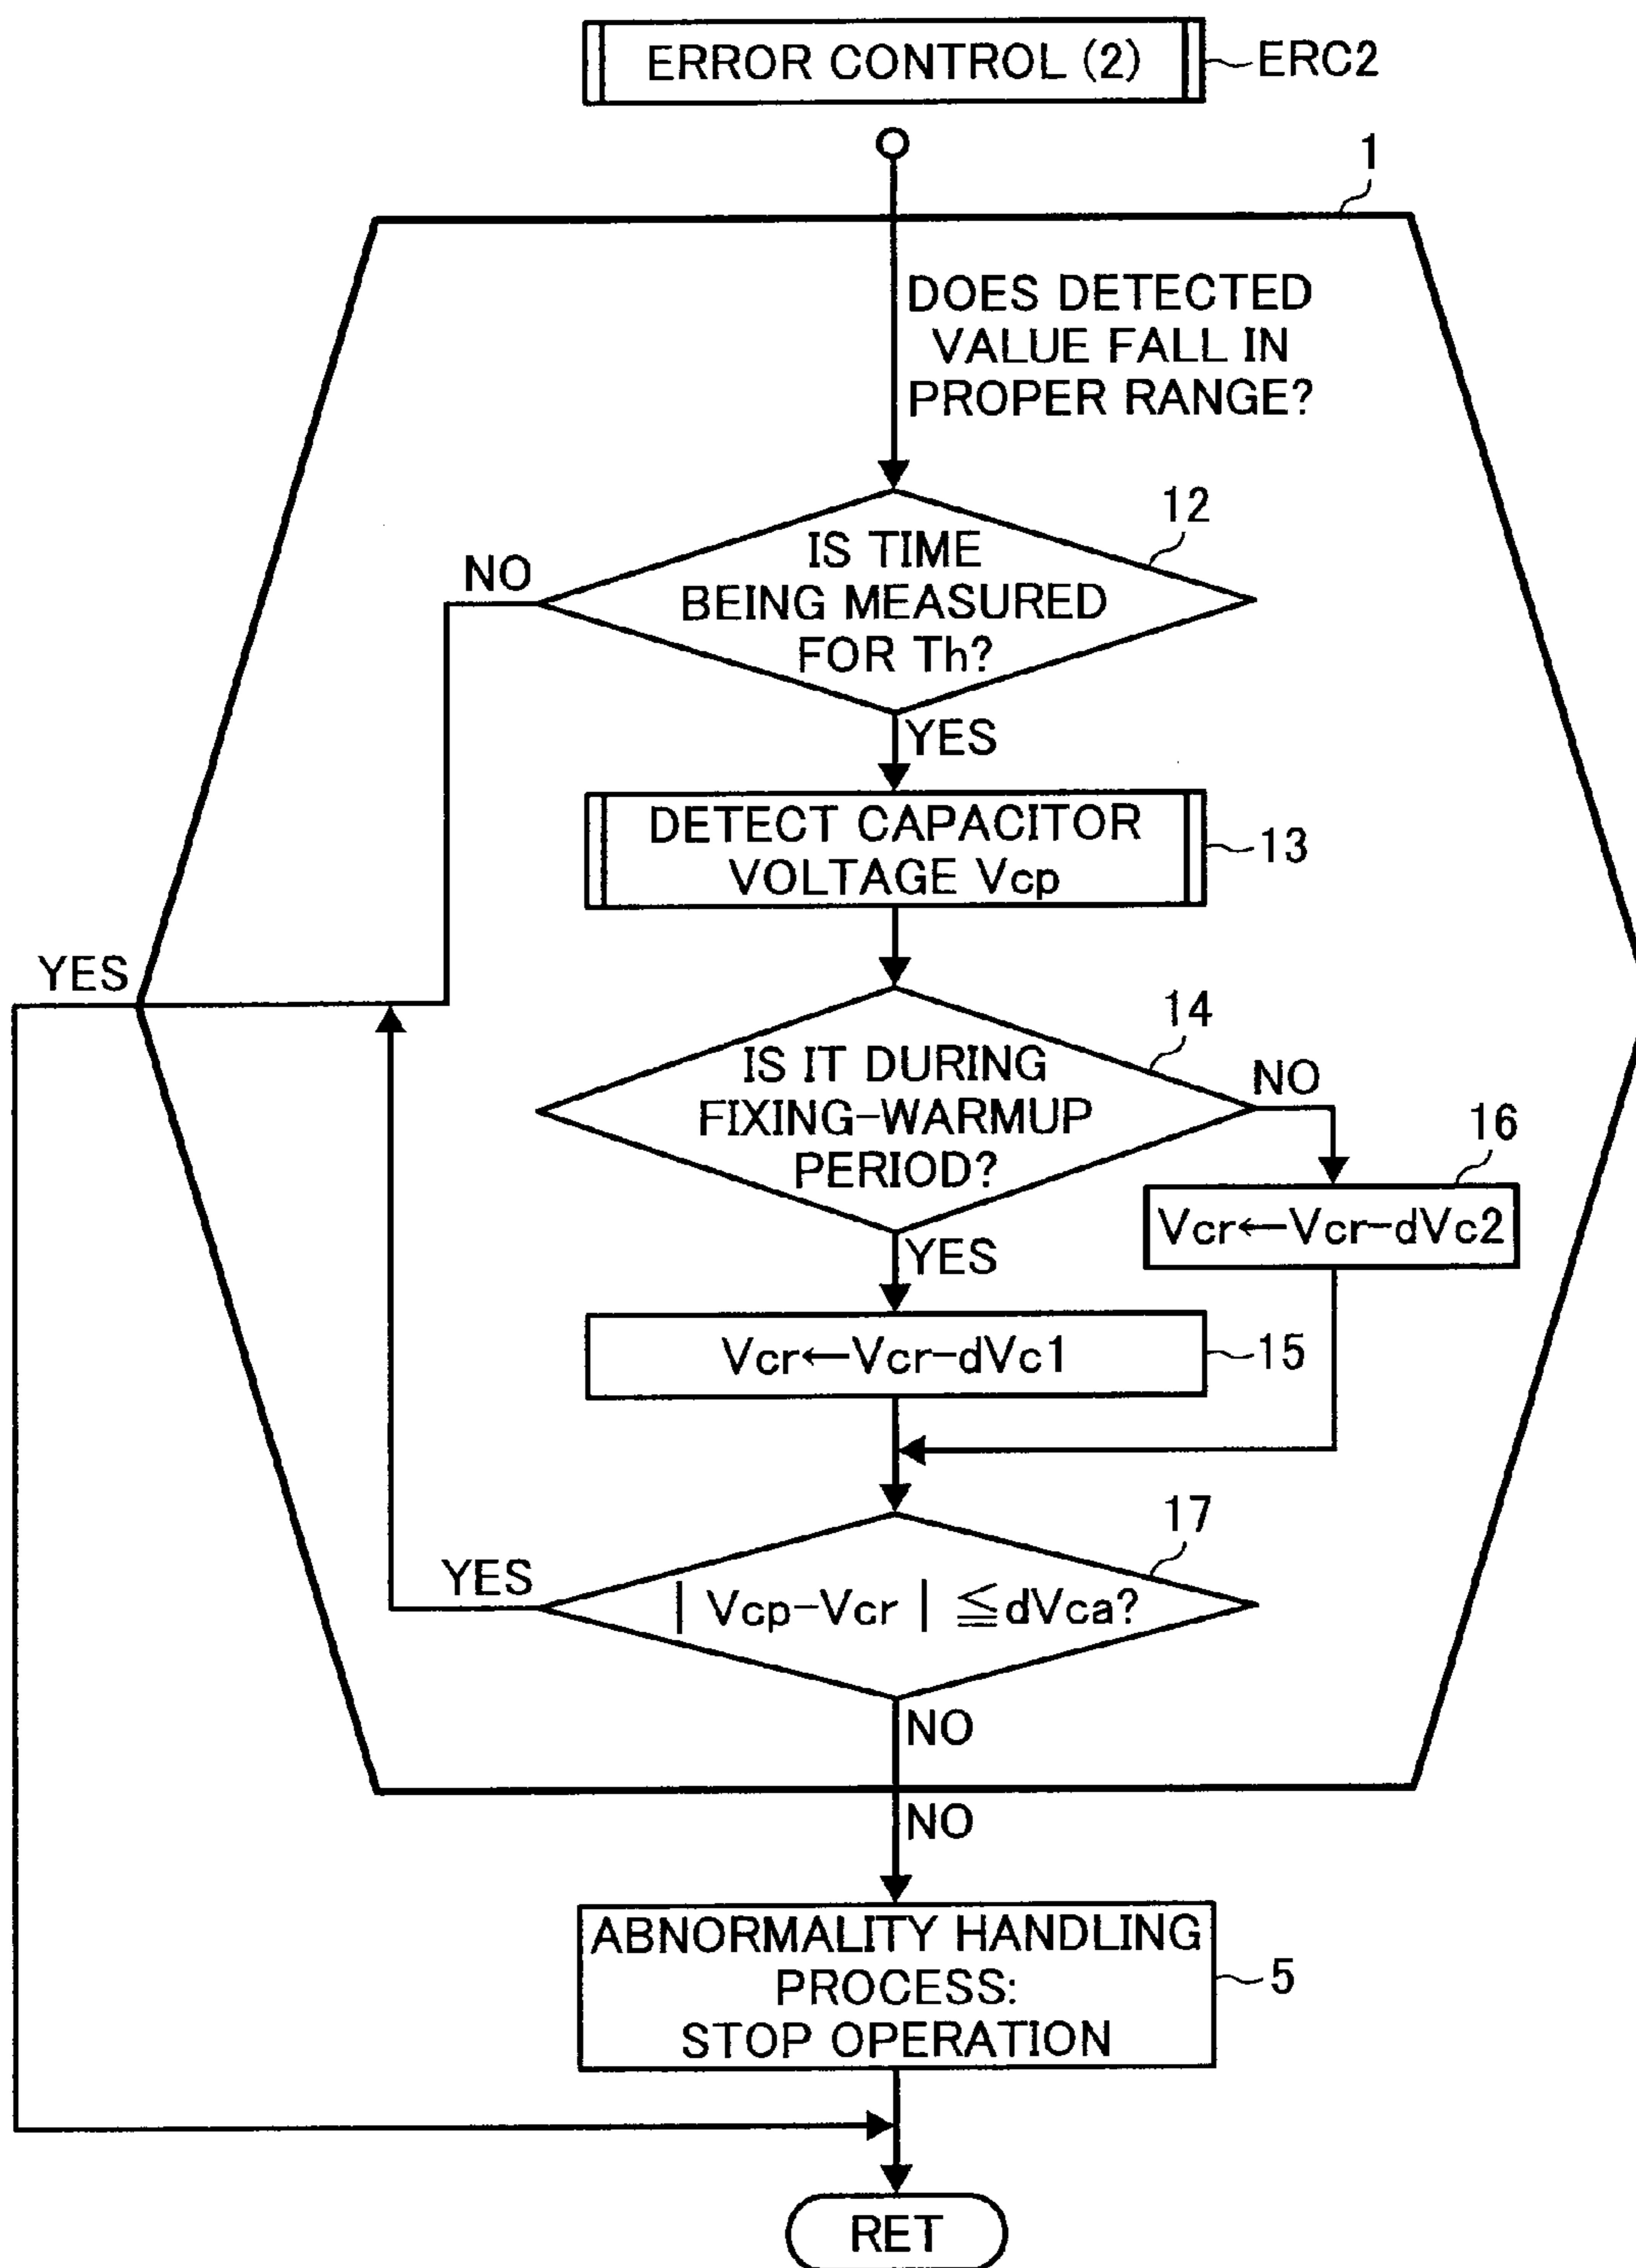 ERROR CONTROL (2)
ERC2
1
DOES DETECTED
VALUE FALL IN
PROPER RANGE?
12
IS TIME
BEING MEASURED
FOR Th?
NO
YES
DETECT CAPACITOR
VOLTAGE Vcp
13
YES
14
IS IT DURING
FIXING-WARMUP
PERIOD?
NO
16
Vcr←Vcr-dVc2
YES
Vcr←Vcr-dVc1
15
17
YES
| Vcp-Vcr | ≦dVca?
NO
NO
ABNORMALITY HANDLING
PROCESS:
STOP OPERATION
5
RET